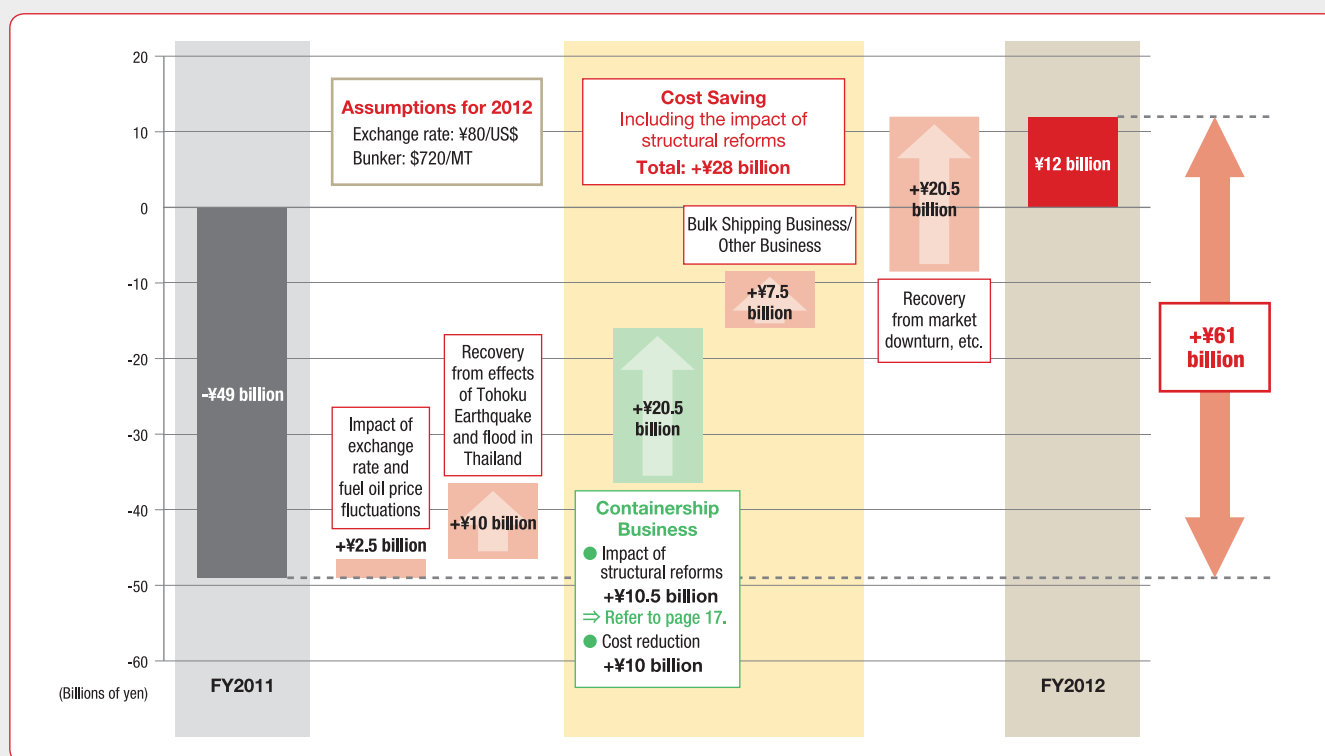 20
10
0
-10
-20
-30
-40
-50
-60
(Billions of yen)
FY2011
-¥49 billion
Assumptions for 2012
Exchange rate: ¥80/US$
Bunker: $720/MT
Impact of
exchange
rate and
fuel oil price
fluctuations
+¥2.5 billion
Recovery
from effects
of Tohoku
Earthquake
and flood in
Thailand
+¥10 billion
Cost Saving
Including the impact of
structural reforms
Total: +¥28 billion
+¥20.5
billion
Containership
Business
● Impact of
structural reforms
+¥10.5 billion
⇒ Refer to page 17.
● Cost reduction
+¥10 billion
Bulk Shipping Business/
Other Business
+¥7.5
billion
+¥20.5
billion
Recovery
from market
downturn, etc.
¥12 billion
FY2012
+¥61
billion